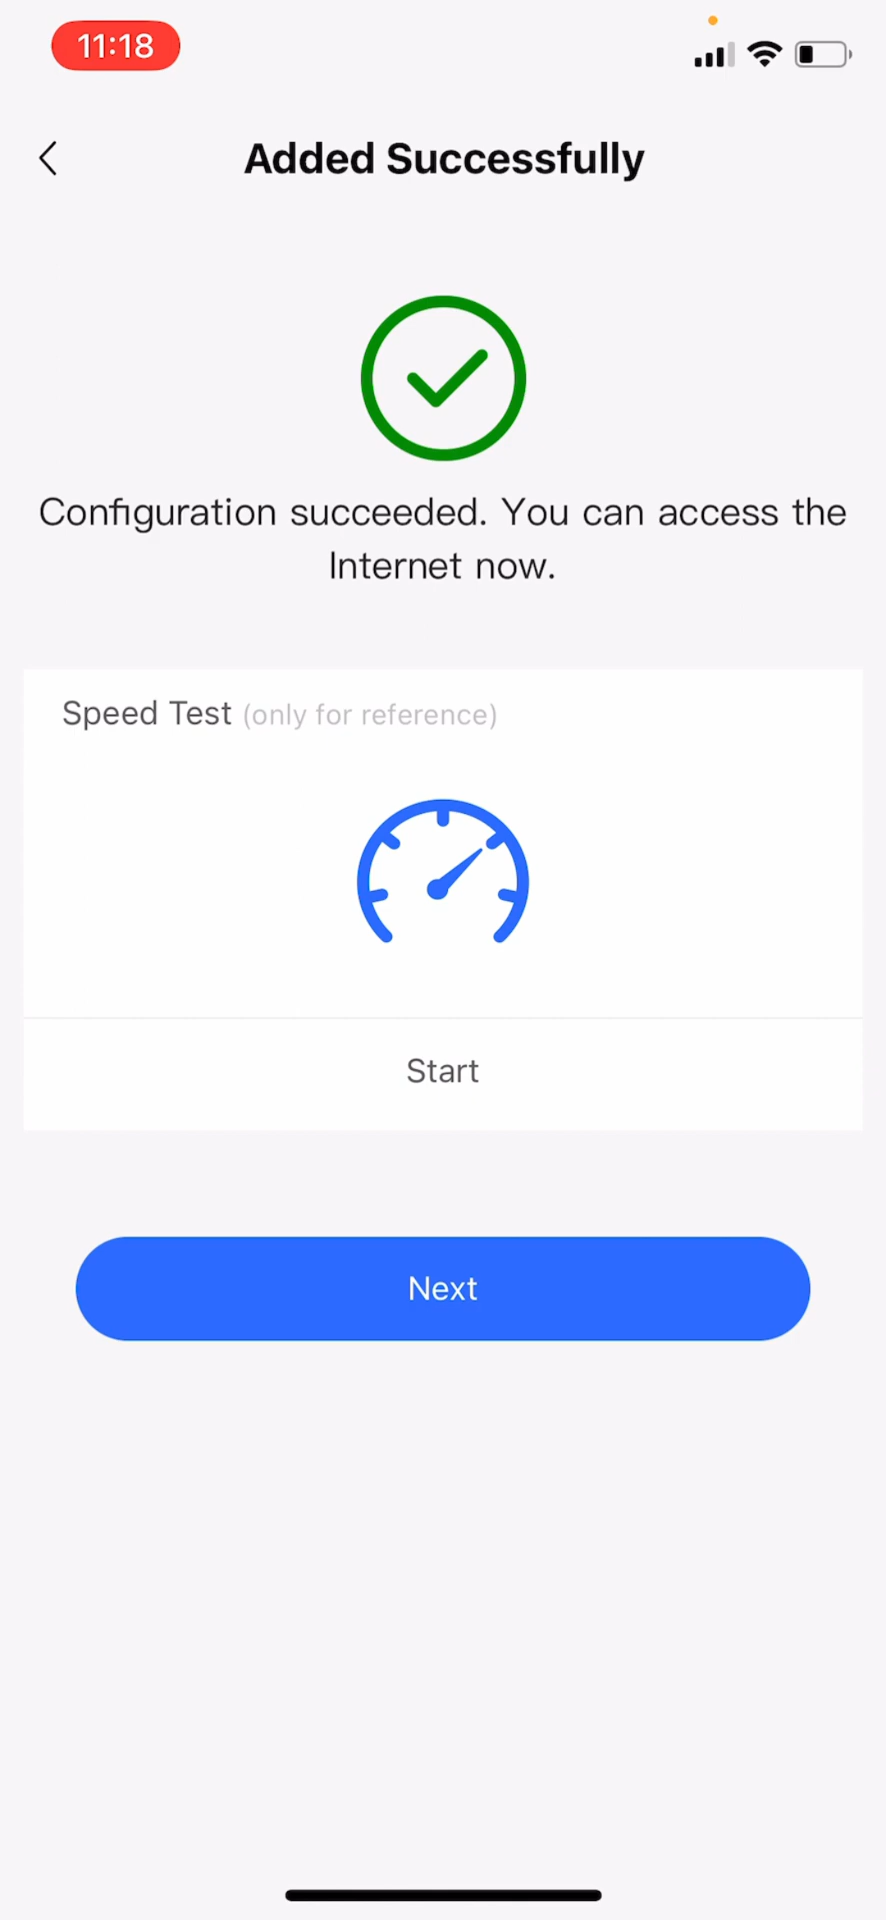 11:18
Added Successfully
Configuration succeeded. You can access the
Internet now.
Speed Test (only for reference)
Start
Next